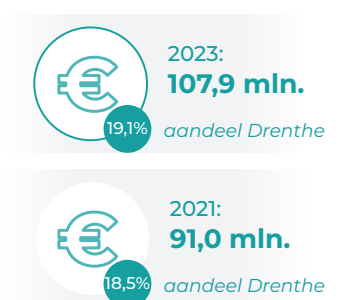 2023:
107,9 mln.
19,1%
aandeel Drenthe
2021:
91,0 mln.
18,5%
aandeel Drenthe